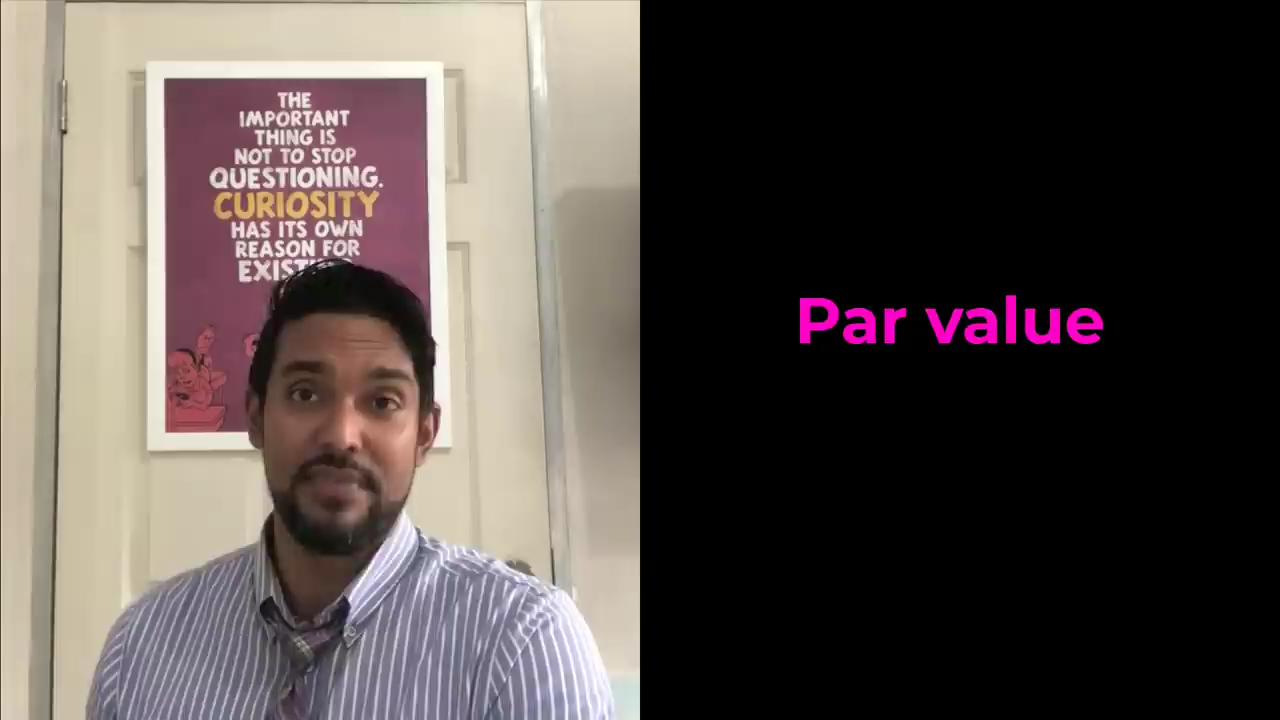 THE
IMPORTANT
THING IS
NOT TO STOP
QUESTIONING.
CURIOSITY
HAS ITS OWN
REASON FOR
Par value